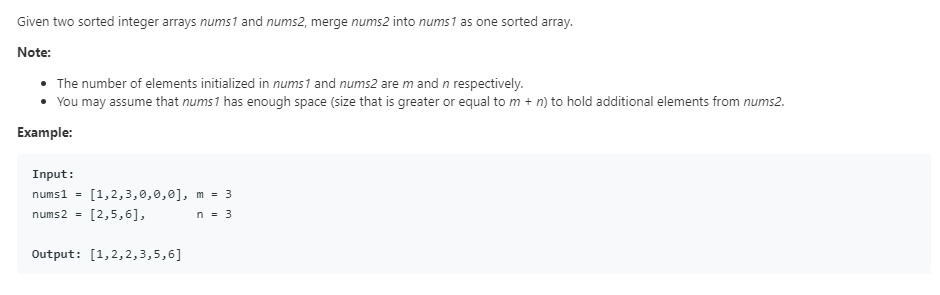 Given two sorted integer arrays nums1 and nums2, merge nums2 into nums1 as one sorted array.
Note:
• The number of elements initialized in nums1 and nums2 are m and n respectively.
• You may assume that nums1 has enough space (size that is greater or equal to m + n) to hold additional elements from nums2.
Example:
Input:
nums1 = [1,2,3,0,0,0], m = 3
nums2 = [2,5,6],       n = 3
Output: [1,2,2,3,5,6]